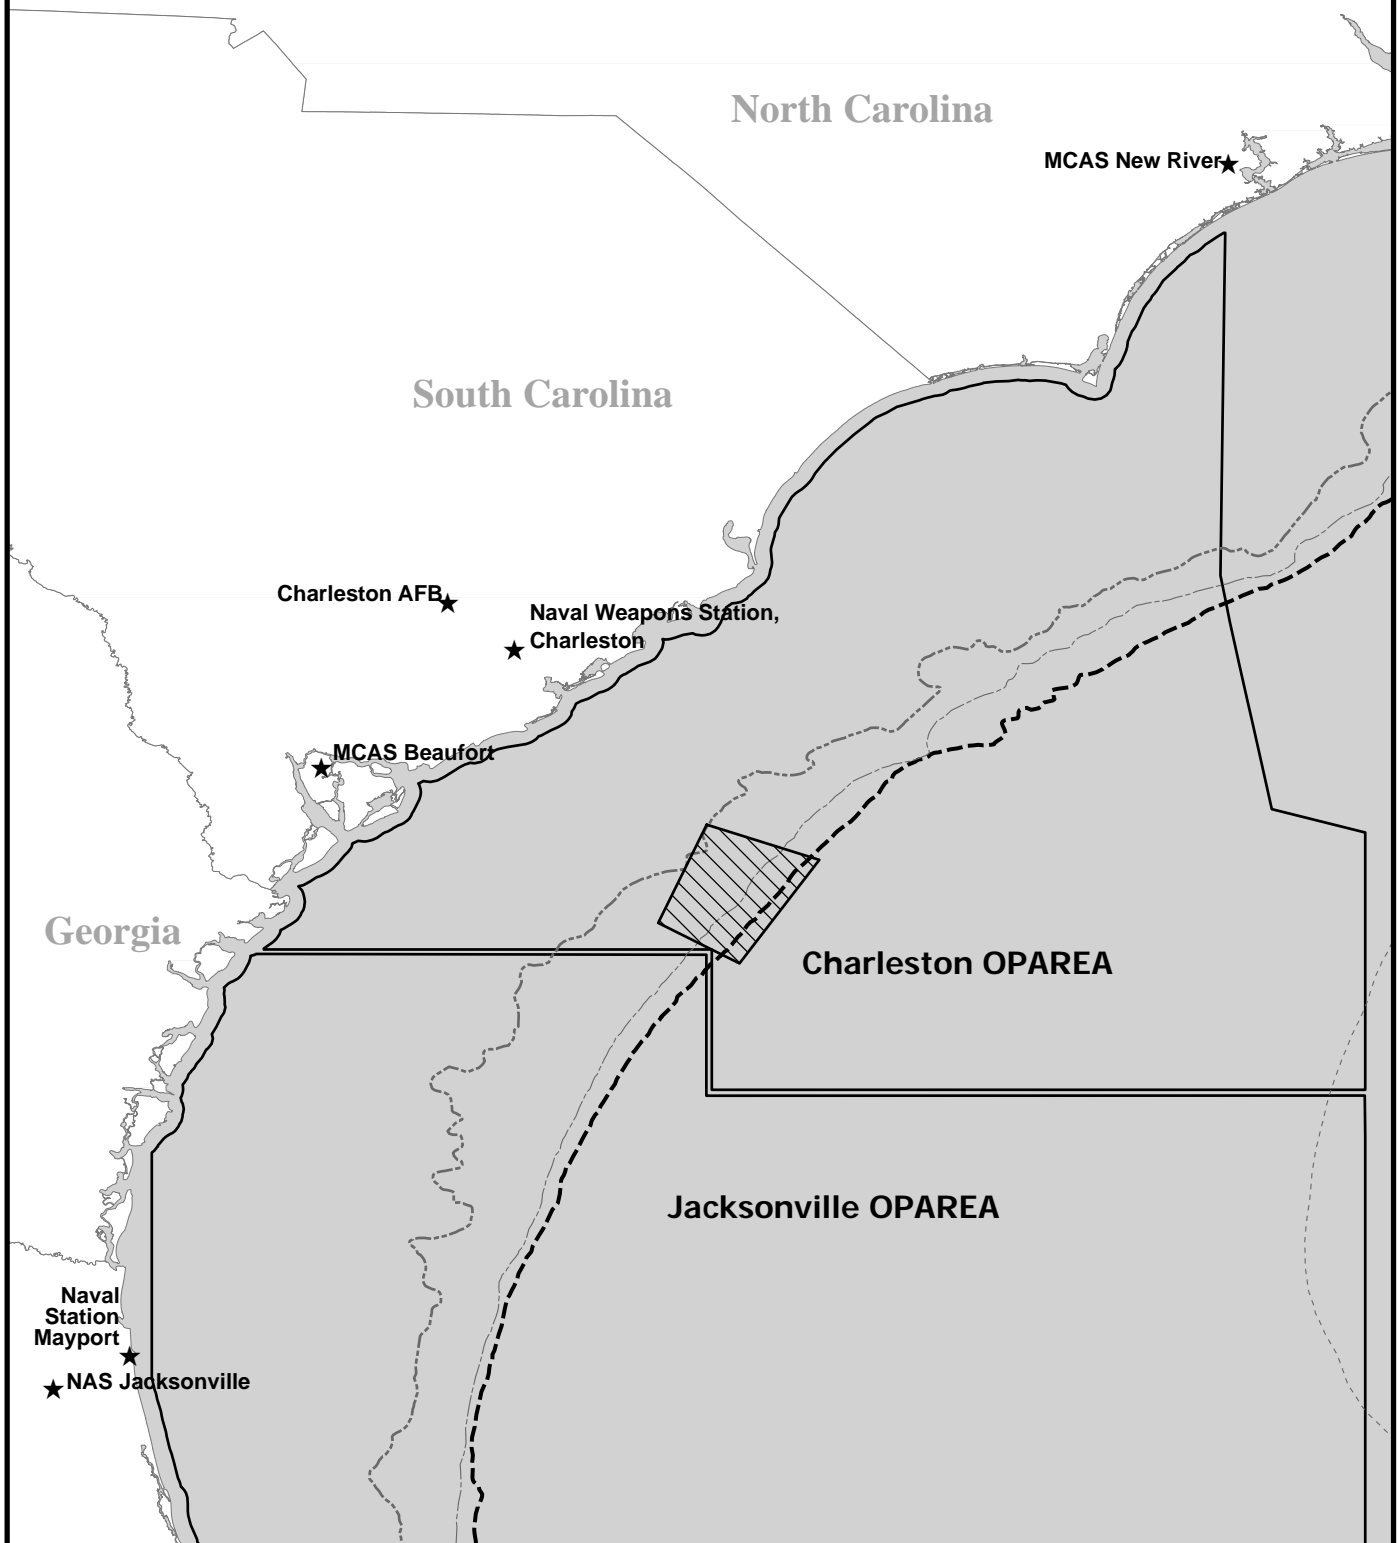 North Carolina
MCAS New River
South Carolina
Charleston AFB
Naval Weapons Station,
Charleston
MCAS Beaufort
Georgia
Charleston OPAREA
Jacksonville OPAREA
Naval
Station
Mayport
NAS Jacksonville